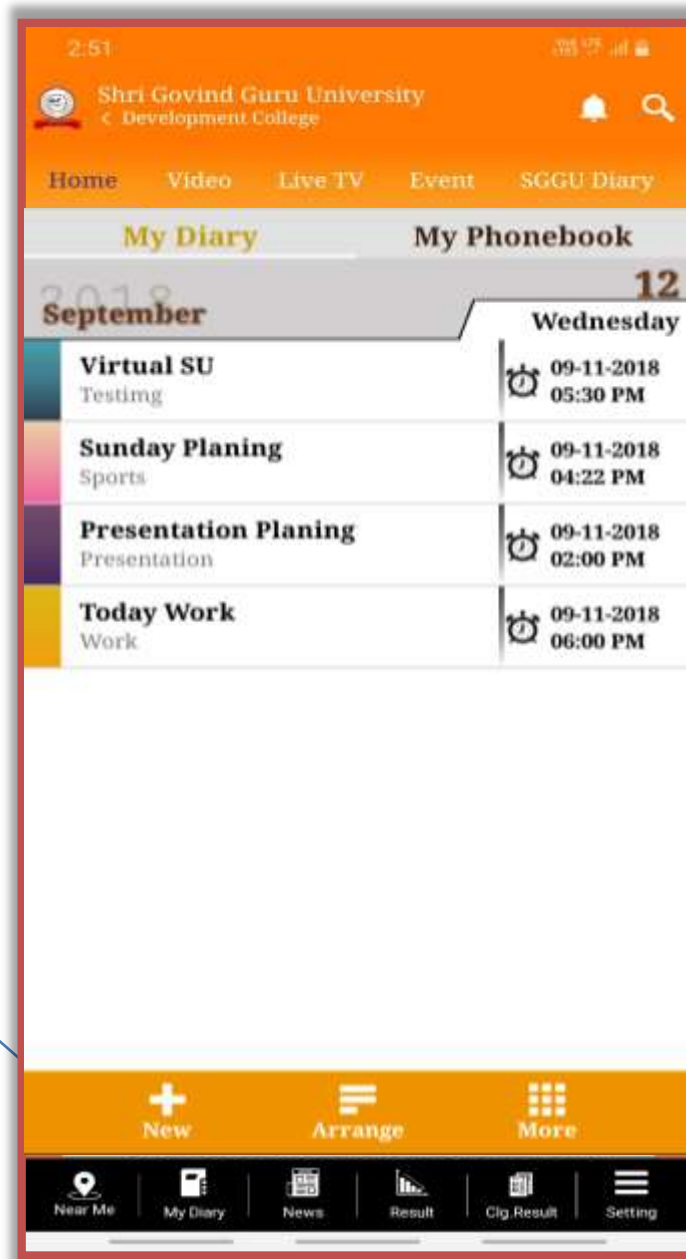 2:51
Shri Govind Guru University
< Development College
Home Video Live TV Event SGGU Diary
My Diary My Phonebook
2018
September
12
Wednesday
Virtual SU
Testimg
09-11-2018
05:30 PM
Sunday Planing
Sports
09-11-2018
04:22 PM
Presentation Planing
Presentation
09-11-2018
02:00 PM
Today Work
Work
09-11-2018
06:00 PM
New Arrange More
Near Me My Diary News Result Clg.Result Setting